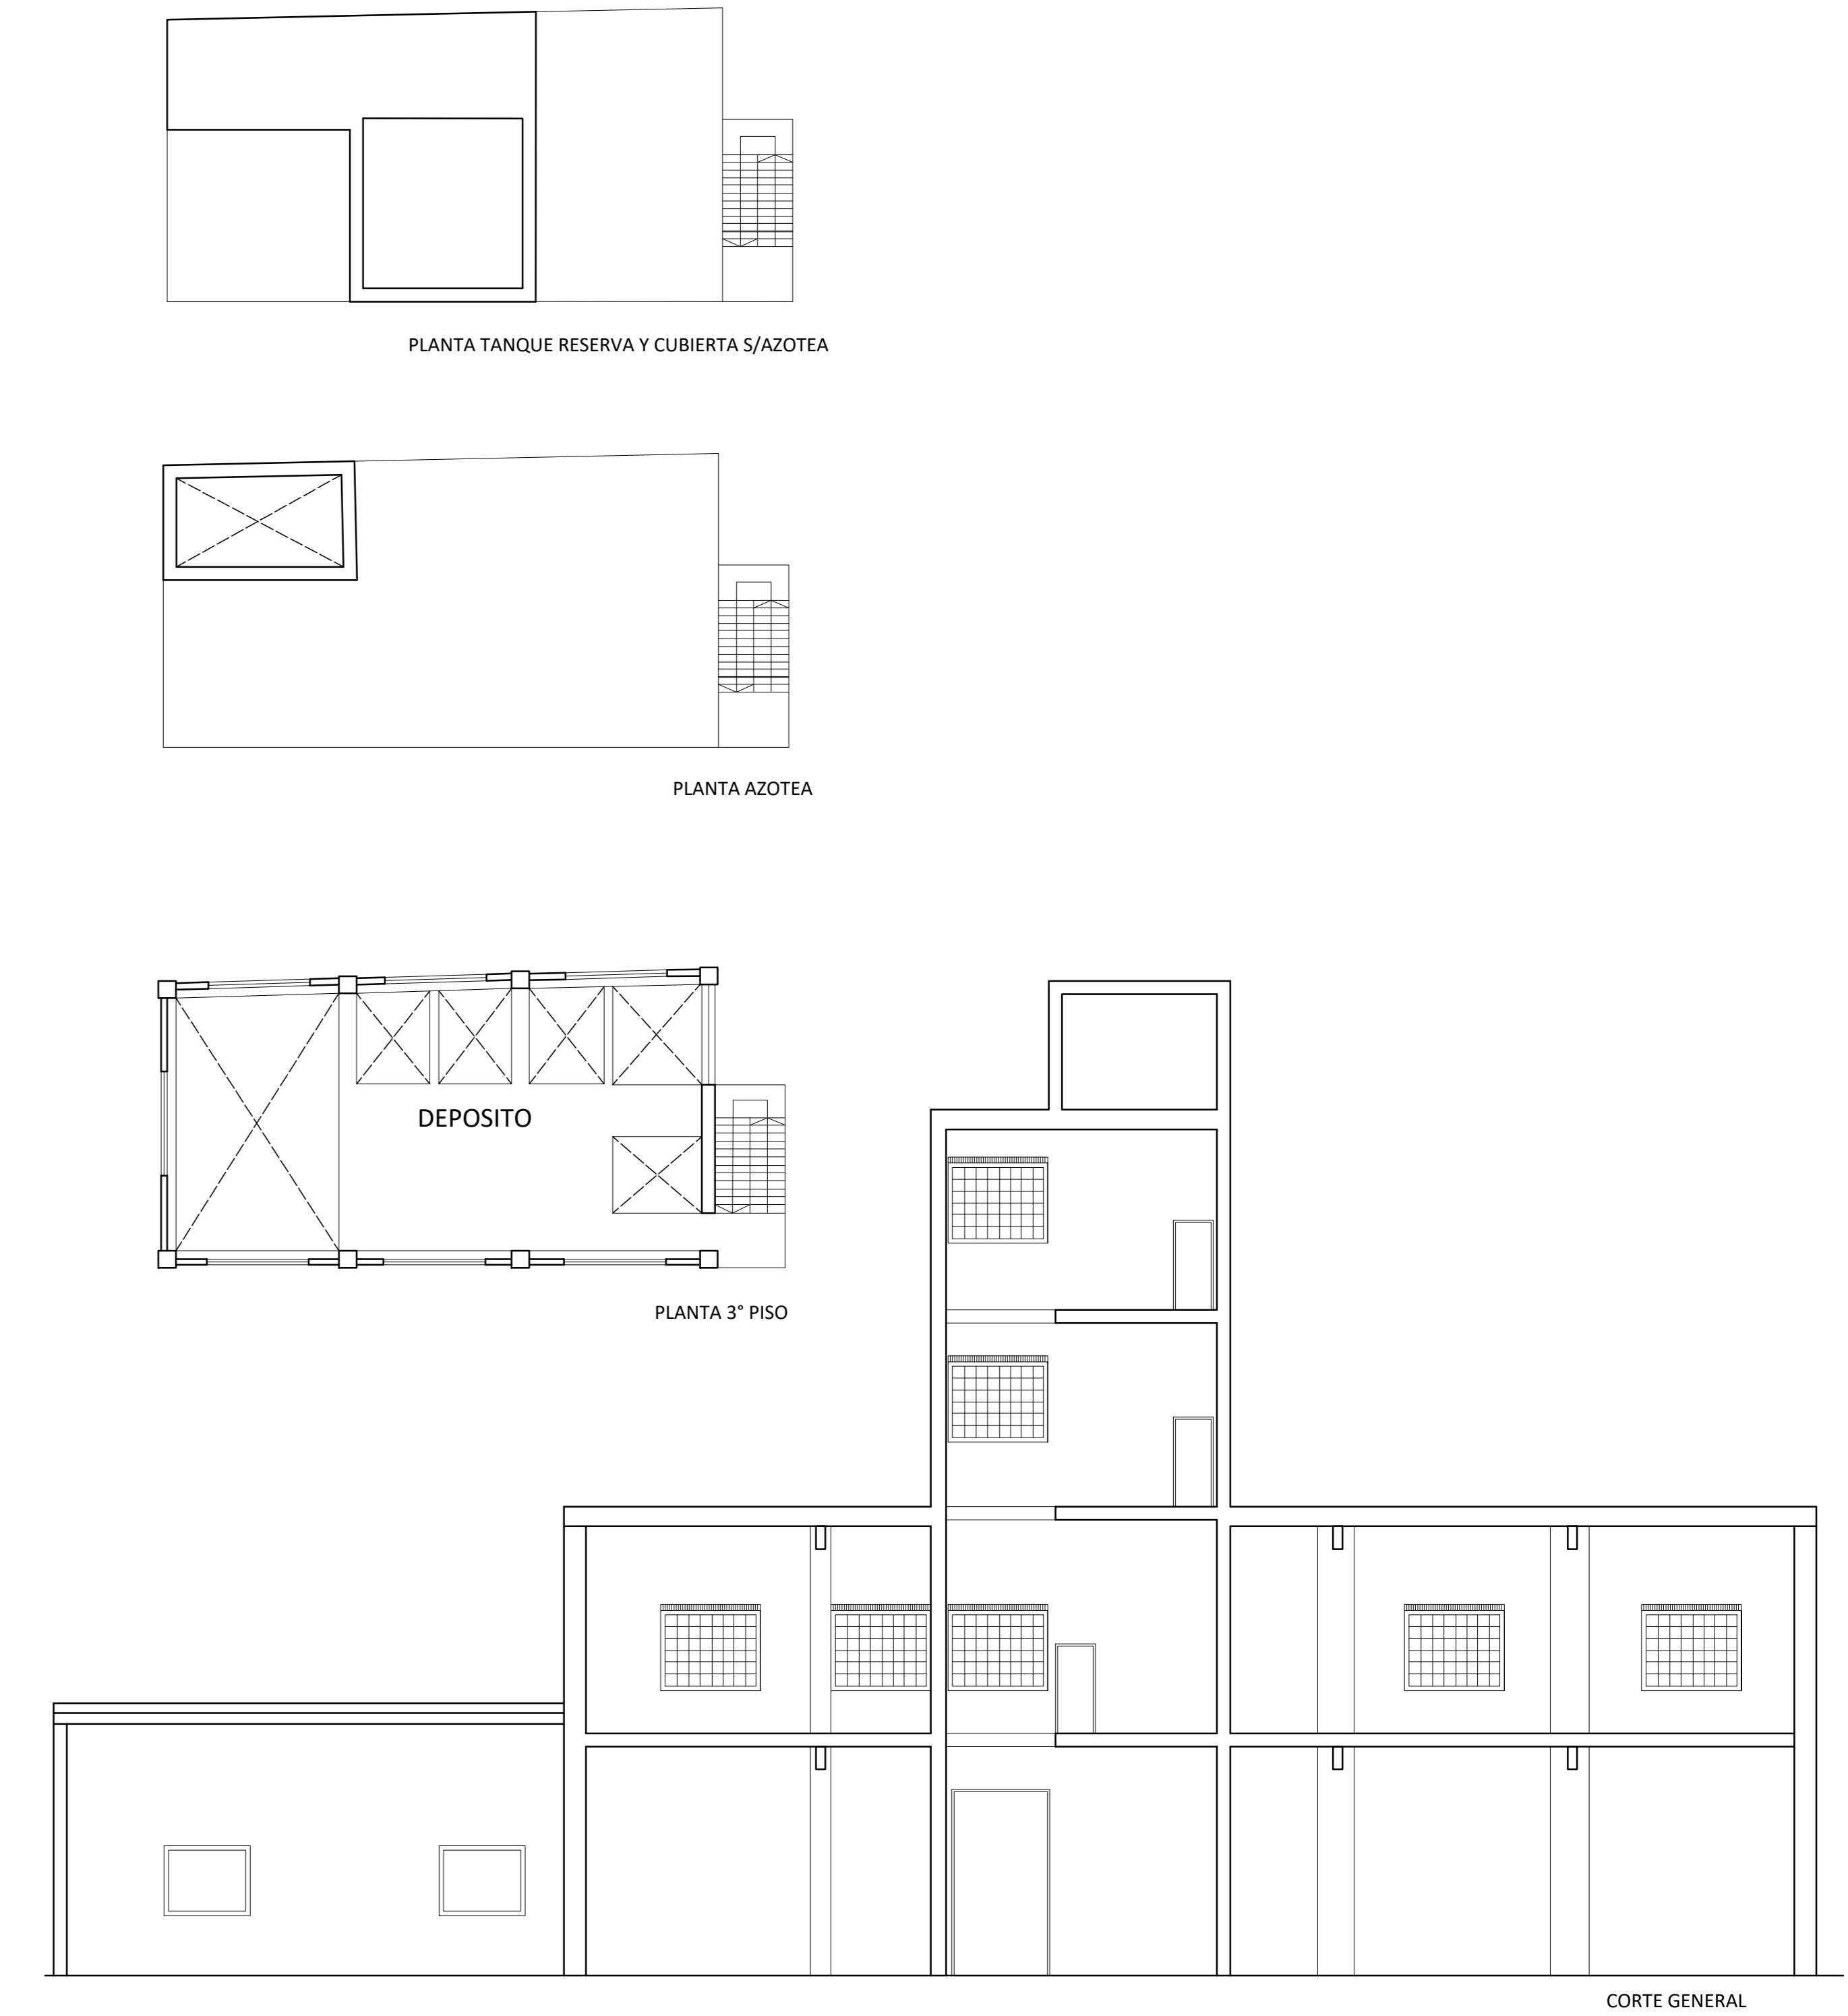 PLANTA TANQUE RESERVA Y CUBIERTA S/AZOTEA
PLANTA AZOTEA
DEPOSITO
PLANTA 3° PISO
CORTE GENERAL